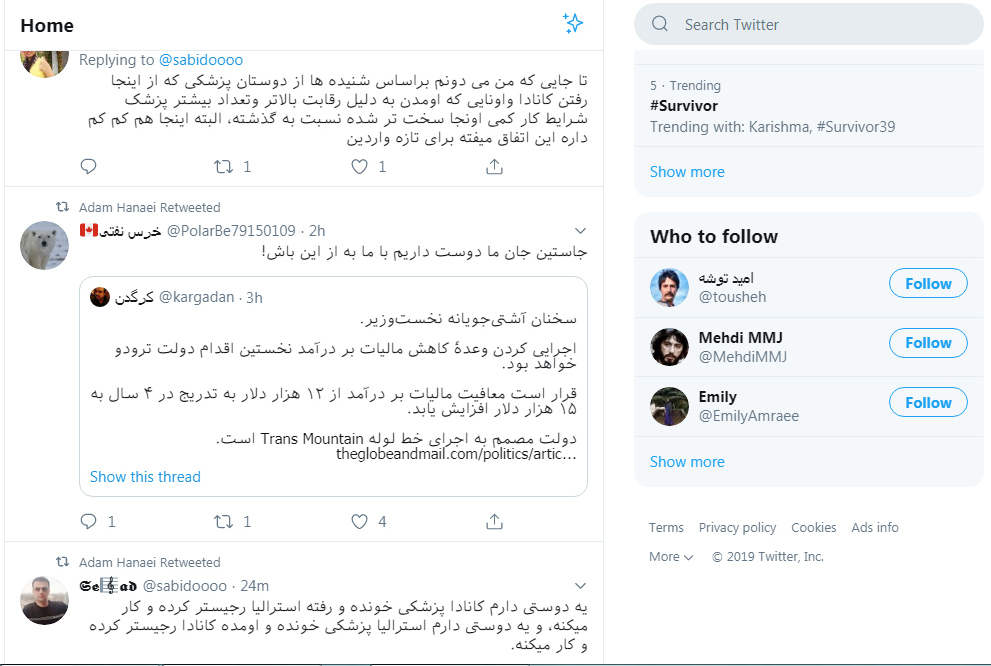 Home
Replying to @sabidoooo
تا جایی که من می دونم براساس شنیده ها از دوستان پزشکی که از اینجا
رفتن کانادا واونایی که اومدن به دلیل رقابت بالاتر وتعداد بیشتر پزشک
شرایط کار کمی اونجا سخت تر شده نسبت به گذشته، البته اینجا هم کم کم
داره این اتفاق میفته برای تازه واردین
1
1
Adam Hanaei Retweeted
خرس نفتی🇨🇦 @PolarBe79150109 · 2h
جاستین جان ما دوست داریم با ما به از این باش!
کرگدن @kargadan · 3h
سخنان آشتی‌جویانه نخست‌وزیر.
اجرایی کردن وعدهٔ کاهش مالیات بر درآمد نخستین اقدام دولت ترودو
خواهد بود.
قرار است معافیت مالیات بر درآمد از ۱۲ هزار دلار به تدریج در ۴ سال به
۱۵ هزار دلار افزایش یابد.
دولت مصمم به اجرای خط لوله Trans Mountain است.
theglobeandmail.com/politics/artic...
Show this thread
1
1
4
Adam Hanaei Retweeted
𝕾𝖊🎼𝖆𝖉 @sabidoooo · 24m
یه دوستی دارم کانادا پزشکی خونده و رفته استرالیا رجیستر کرده و کار
میکنه، و یه دوستی دارم استرالیا پزشکی خونده و اومده کانادا رجیستر کرده
و کار میکنه.
Search Twitter
5 · Trending
#Survivor
Trending with: Karishma, #Survivor39
Show more
Who to follow
امید توشه
@tousheh
Follow
Mehdi MMJ
@MehdiMMJ
Follow
Emily
@EmilyAmraee
Follow
Show more
Terms Privacy policy Cookies Ads info
More © 2019 Twitter, Inc.